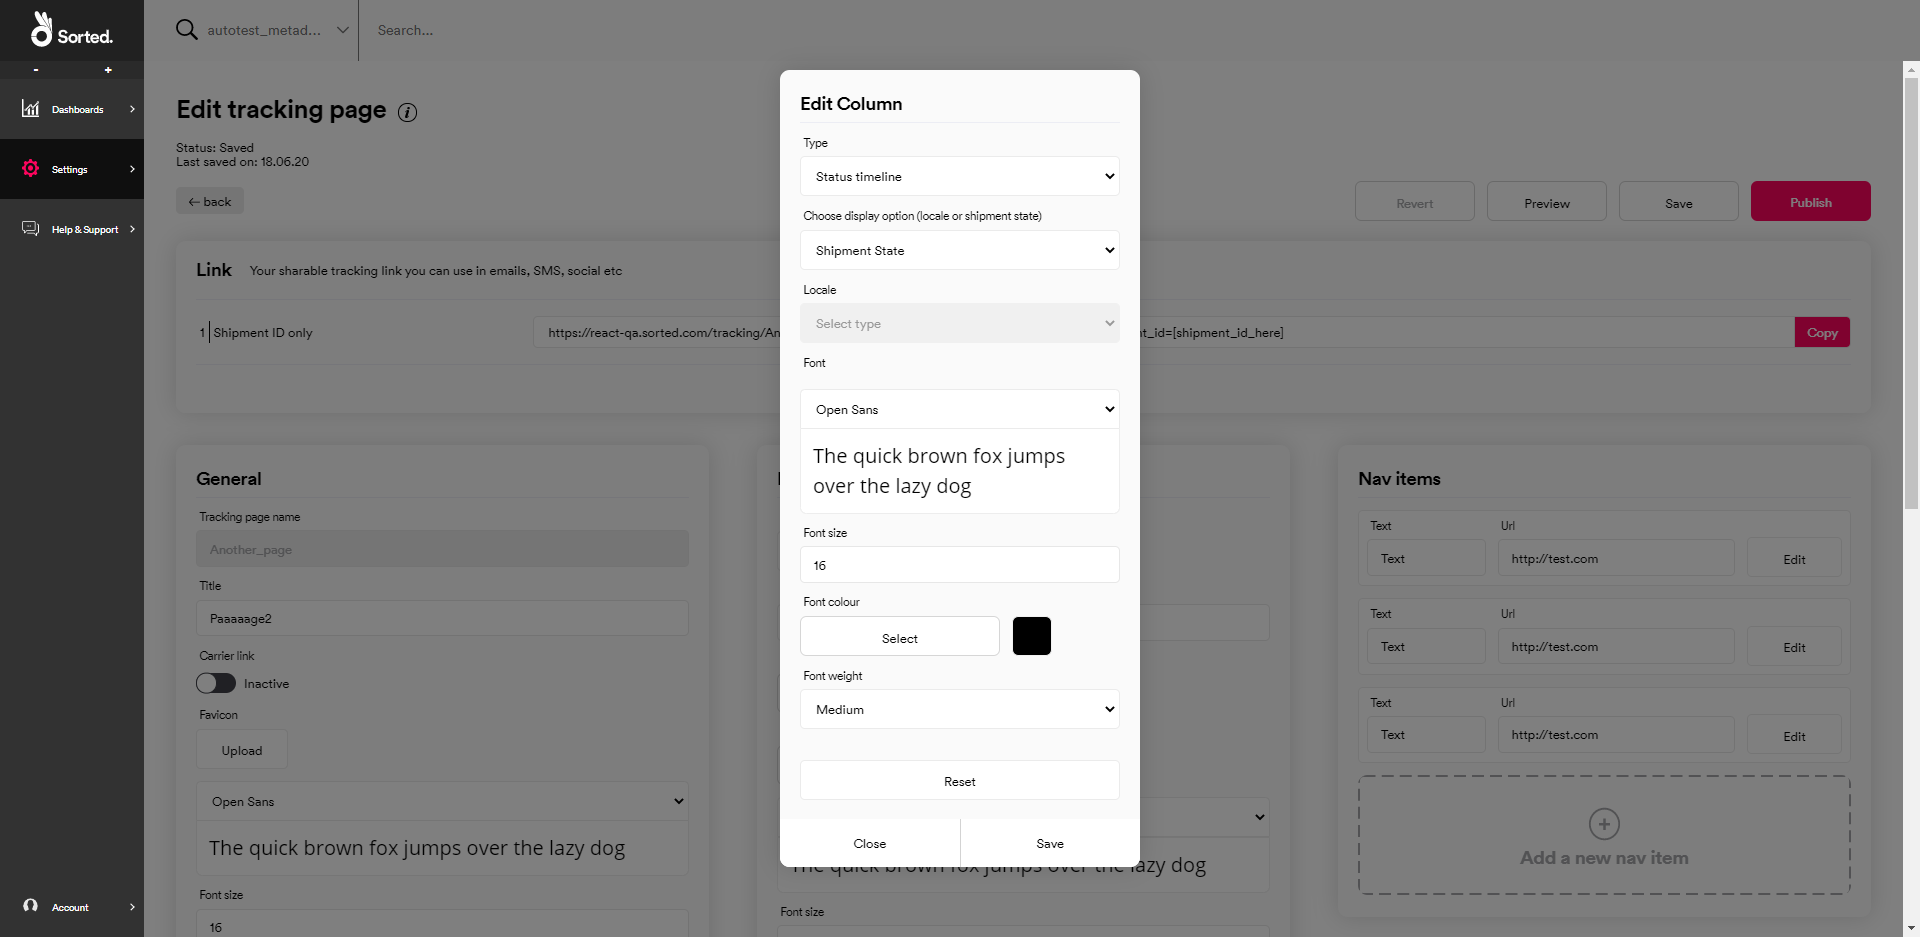 Sorted.
- +
Dashboards
Settings
Help & Support
Account
autotest_metad...
Search...
Edit tracking page
Status: Saved
Last saved on: 18.06.20
← back
Revert
Preview
Save
Publish
Link Your sharable tracking link you can use in emails, SMS, social etc
1 Shipment ID only
https://react-qa.sorted.com/tracking/An
t_id=[shipment_id_here]
Copy
General
Tracking page name
Another_page
Title
Paaaaage2
Carrier link
Inactive
Favicon
Upload
Open Sans
The quick brown fox jumps over the lazy dog
Font size
16
Edit Column
Type
Status timeline
Choose display option (locale or shipment state)
Shipment State
Locale
Select type
Font
Open Sans
The quick brown fox jumps
over the lazy dog
Font size
16
Font colour
Select
Font weight
Medium
Reset
Close
Save
The quick brown fox jumps over the lazy dog
Font size
Nav items
Text Url
Text http://test.com Edit
Text Url
Text http://test.com Edit
Text Url
Text http://test.com Edit
Add a new nav item